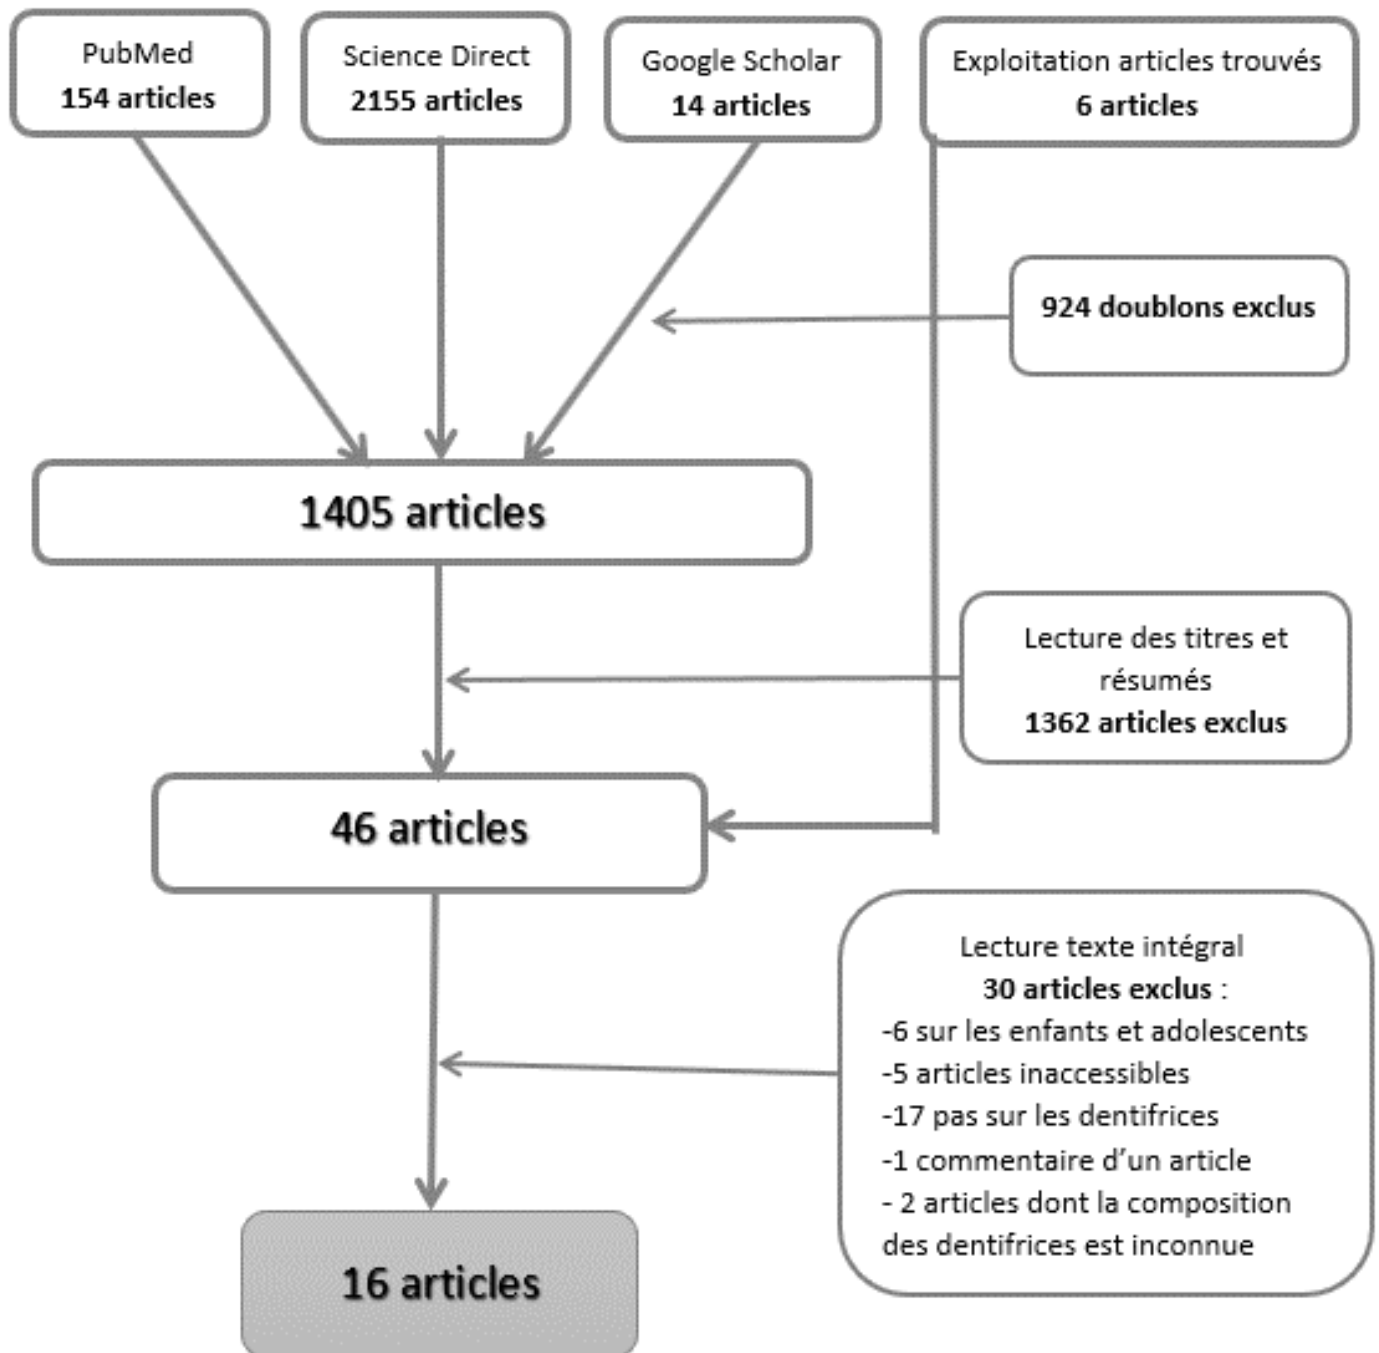 PubMed
154 articles
Science Direct
2155 articles
Google Scholar
14 articles
Exploitation articles trouvés
6 articles
924 doublons exclus
1405 articles
Lecture des titres et
résumés
1362 articles exclus
46 articles
Lecture texte intégral
30 articles exclus :
-6 sur les enfants et adolescents
-5 articles inaccessibles
-17 pas sur les dentifrices
-1 commentaire d’un article
- 2 articles dont la composition
des dentifrices est inconnue
16 articles